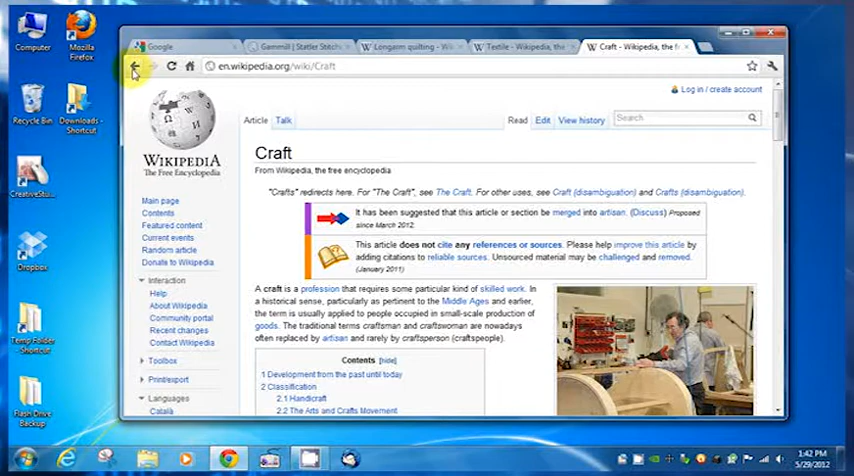 Computer
Mozilla
Firefox
Recycle Bin
Downloads -
Shortcut
CreativeStu...
Dropbox
Temp Folder
- Shortcut
Flash Drive
Backup
Google
Gammill | Statler Stitch
Longarm quilting - Wi
Textile - Wikipedia, the
Craft - Wikipedia, the f
en.wikipedia.org/wiki/Craft
Log in / create account
WIKIPEDIA
The Free Encyclopedia
Main page
Contents
Featured content
Current events
Random article
Donate to Wikipedia
Interaction
Help
About Wikipedia
Community portal
Recent changes
Contact Wikipedia
Toolbox
Print/export
Languages
Català
Article Talk Read Edit View history Search
Craft
From Wikipedia, the free encyclopedia
"Crafts" redirects here. For "The Craft", see The Craft. For other uses, see Craft (disambiguation) and Crafts (disambiguation).
It has been suggested that this article or section be merged into artisan. (Discuss) Proposed
since March 2012.
This article does not cite any references or sources. Please help improve this article by
adding citations to reliable sources. Unsourced material may be challenged and removed.
(January 2011)
A craft is a profession that requires some particular kind of skilled work. In
a historical sense, particularly as pertinent to the Middle Ages and earlier,
the term is usually applied to people occupied in small-scale production of
goods. The traditional terms craftsman and craftswoman are nowadays
often replaced by artisan and rarely by craftsperson (craftspeople).
Contents [hide]
1 Development from the past until today
2 Classification
2.1 Handicraft
2.2 The Arts and Crafts Movement
1:42 PM
5/29/2012